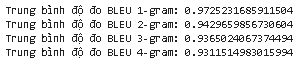 Trung bình độ đo BLEU 1-gram: 0.9725231685911504
Trung bình độ đo BLEU 2-gram: 0.9429659856730604
Trung bình độ đo BLEU 3-gram: 0.9365024067374494
Trung bình độ đo BLEU 4-gram: 0.9311514983015994